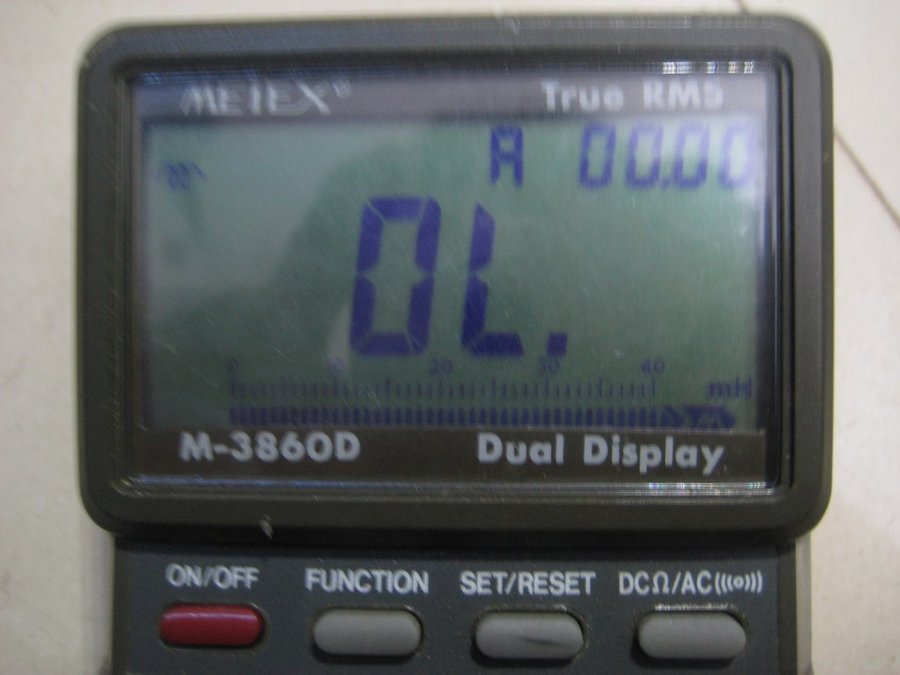 METEX® True RMS
A 00.00
OL.
0 10 20 30 40
mH
M-3860D Dual Display
ON/OFF FUNCTION SET/RESET DCΩ/AC(((o)))